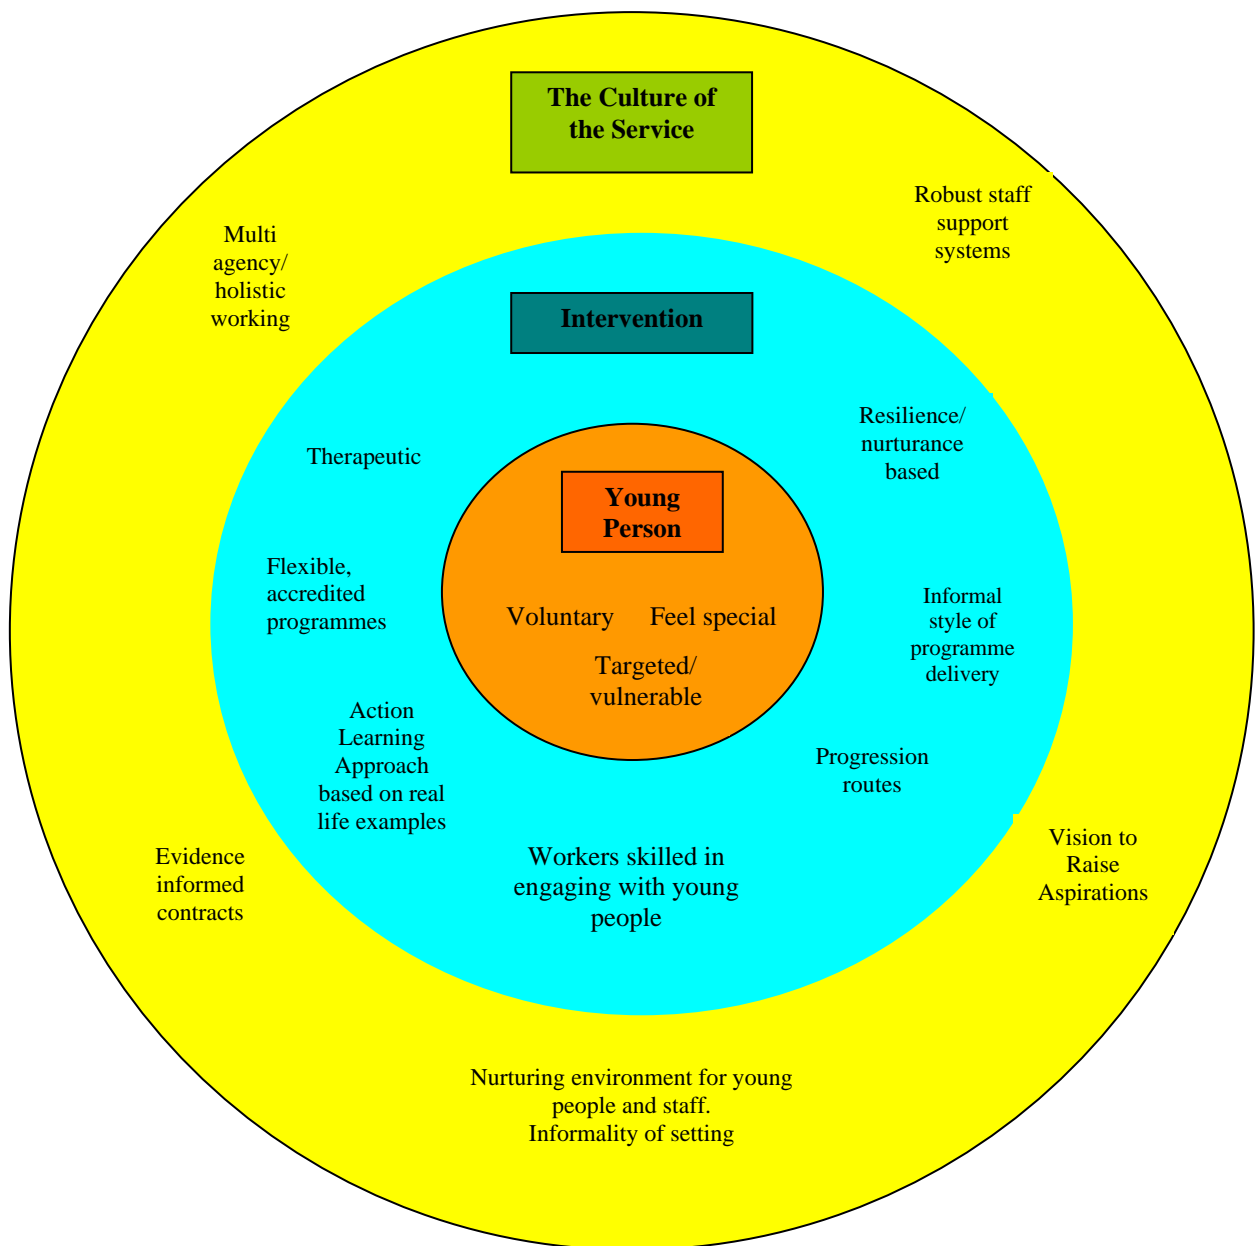 The Culture of
the Service
Robust staff
support
systems
Multi
agency/
holistic
working
Intervention
Resilience/
nurturance
based
Therapeutic
Young
Person
Flexible,
accredited
programmes
Informal
style of
programme
delivery
Voluntary Feel special
Targeted/
vulnerable
Action
Learning
Approach
based on real
life examples
Progression
routes
Workers skilled in
engaging with young
people
Evidence
informed
contracts
Vision to
Raise
Aspirations
Nurturing environment for young
people and staff.
Informality of setting